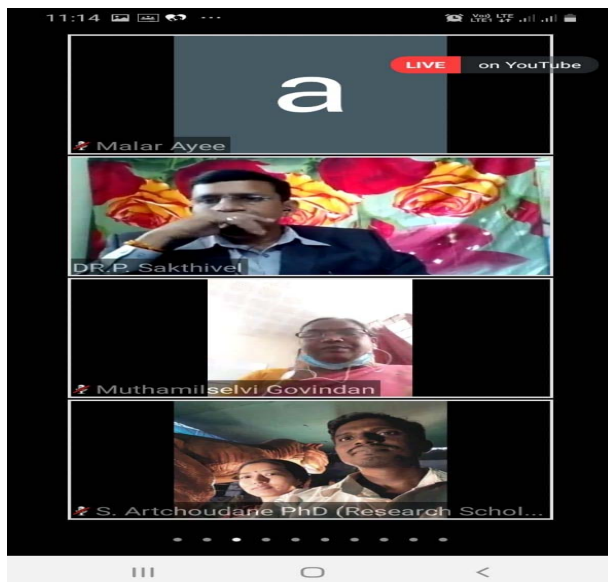 11:14
LIVE on YouTube
a
Malar Ayee
DR.P. Sakthivel
Muthamilselvi Govindan
S. Artchoudane PhD (Research Schol...